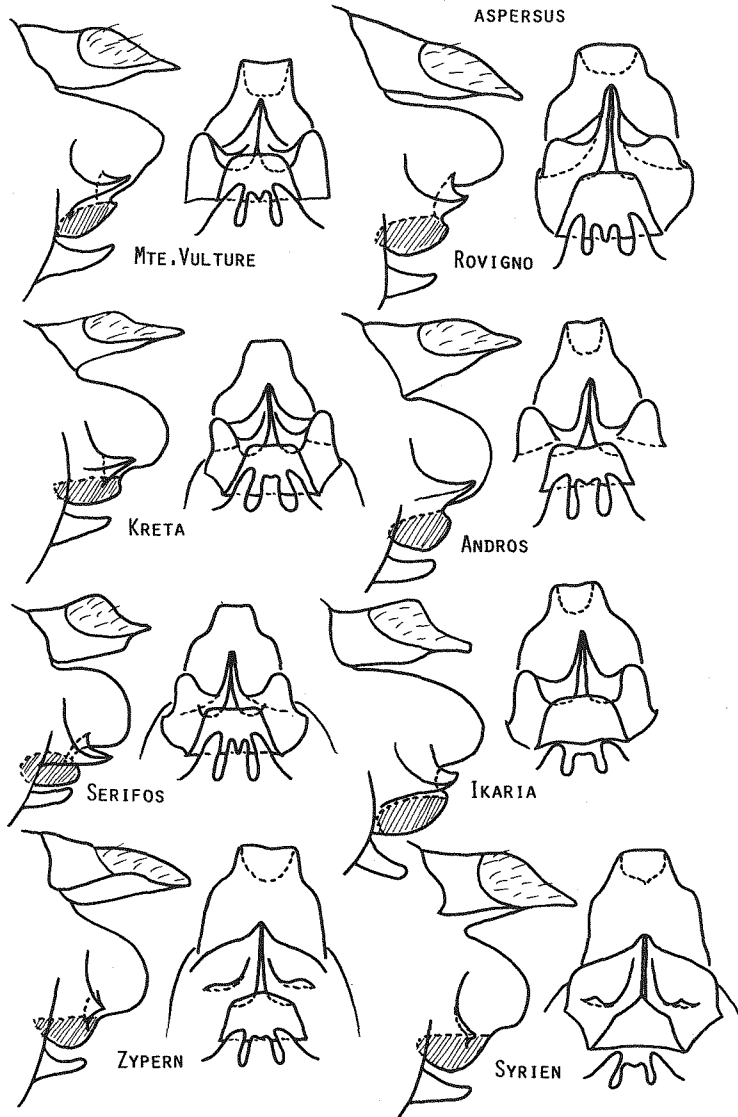 ASPERSUS
MTE.VULTURE
ROVIGNO
KRETA
ANDROS
SERIFOS
IKARIA
ZYPERN
SYRIEN